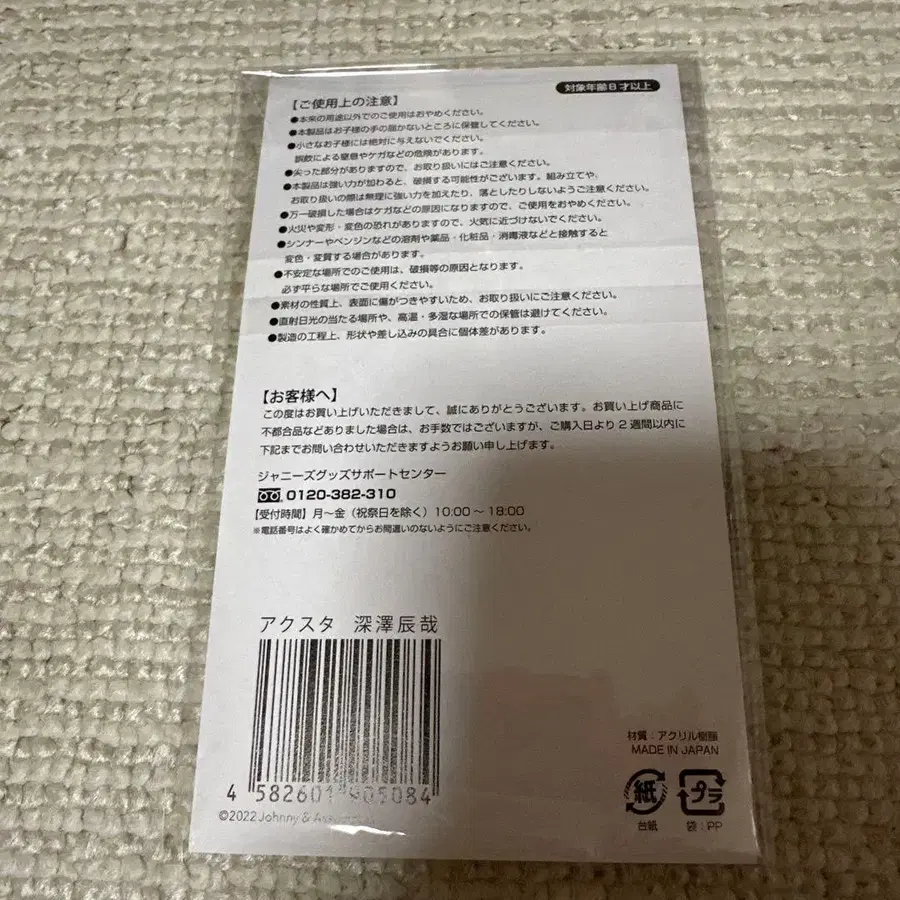 対象年齢8才以上
【ご使用上の注意】
●本来の用途以外でのご使用はおやめください。
●本製品はお子様の手の届かないところに保管してください。
●小さなお子様には絶対に与えないでください。
誤飲による窒息やケガなどの危険があります。
●尖った部分がありますので、お取り扱いにはご注意ください。
●本製品は強い力が加わると、破損する可能性がございます。組み立てや、
お取り扱いの際は無理に強い力を加えたり、落としたりしないようご注意ください。
●万一破損した場合はケガなどの原因になりますので、ご使用をおやめください。
●火災や変形・変色の恐れがありますので、火気に近づけないでください。
●シンナーやベンジンなどの溶剤や薬品・化粧品・消毒液などと接触すると
変色・変質する場合があります。
●不安定な場所でのご使用は、破損等の原因となります。
必ず平らな場所でご使用ください。
●素材の性質上、表面に傷がつきやすいため、お取り扱いにご注意ください。
●直射日光の当たる場所や、高温・多湿な場所での保管は避けてください。
●製造の工程上、形状や差し込みの具合に個体差があります。
【お客様へ】
この度はお買い上げいただきまして、誠にありがとうございます。お買い上げ商品に
不都合品などありました場合は、お手数ではございますが、ご購入日より2週間以内に
下記までお問い合わせいただきますようお願い申し上げます。
ジャニーズグッズサポートセンター
0120-382-310
【受付時間】月〜金(祝祭日を除く)10:00〜18:00
※電話番号はよく確かめてからお間違いのないようにご注意ください。
アクスタ 深澤辰哉
4 582601 905084
©2022 Johnny &
材質:アクリル樹脂
MADE IN JAPAN
紙
プラ
台紙
袋:PP